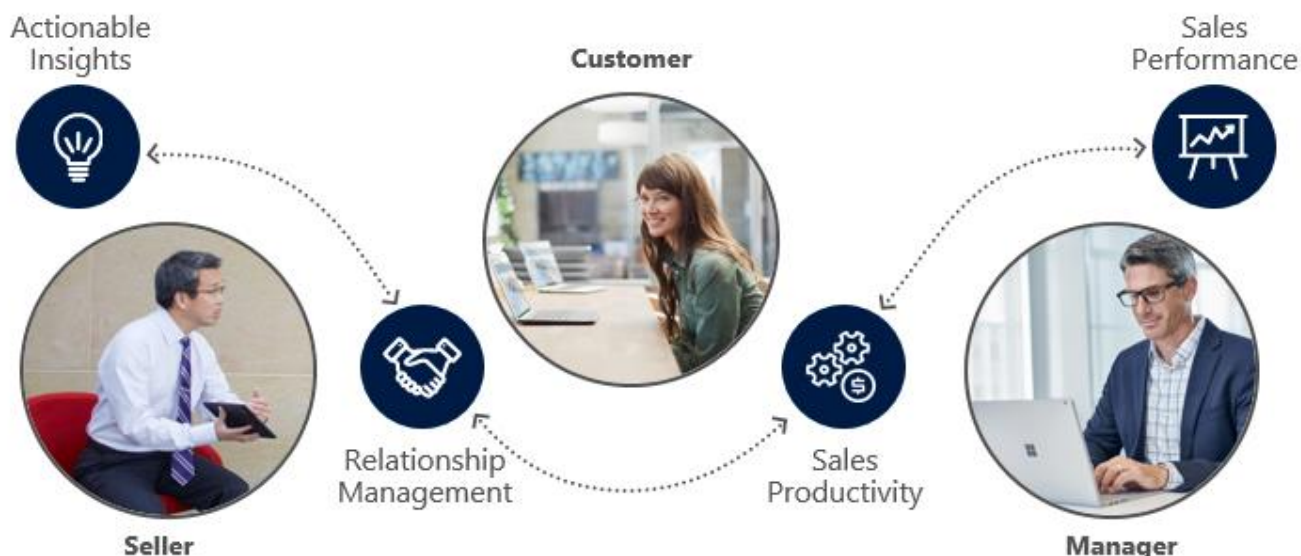 Actionable
Insights
Customer
Sales
Performance
Relationship
Management
Sales
Productivity
Seller
Manager